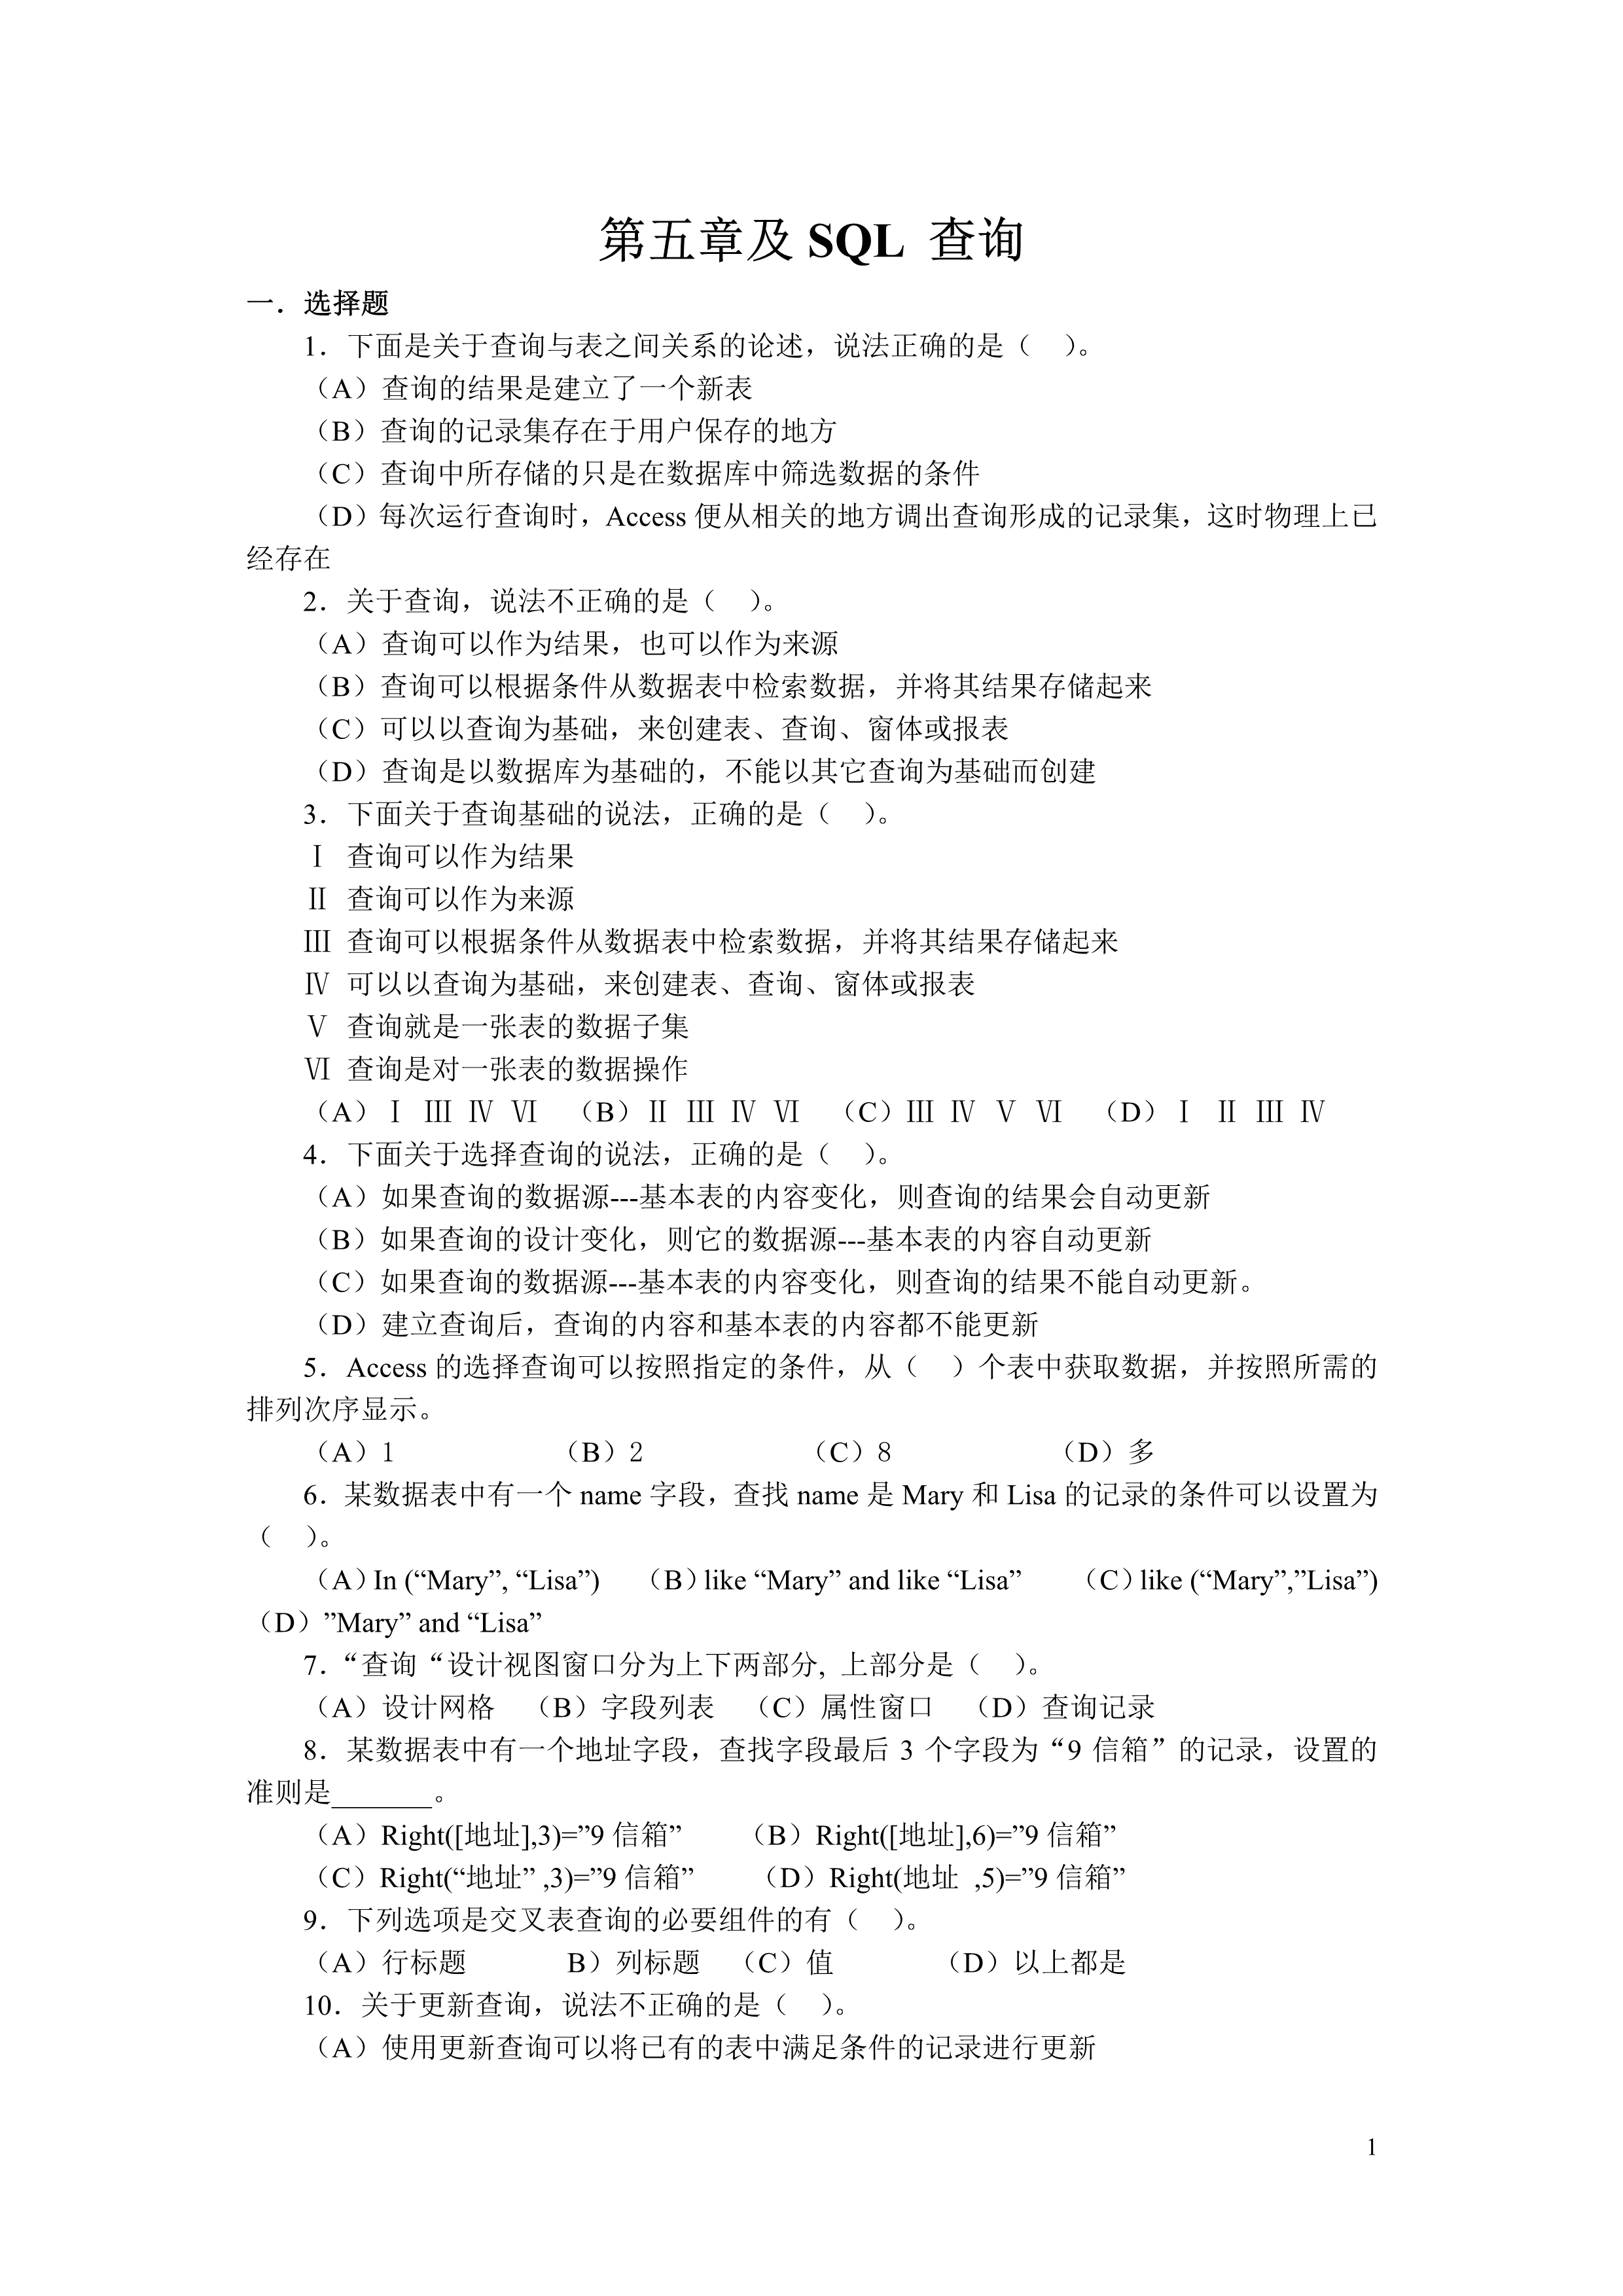 第五章及 SQL 查询
一．选择题
1．下面是关于查询与表之间关系的论述，说法正确的是（　）。
（A）查询的结果是建立了一个新表
（B）查询的记录集存在于用户保存的地方
（C）查询中所存储的只是在数据库中筛选数据的条件
（D）每次运行查询时，Access 便从相关的地方调出查询形成的记录集，这时物理上已
经存在
2．关于查询，说法不正确的是（　）。
（A）查询可以作为结果，也可以作为来源
（B）查询可以根据条件从数据表中检索数据，并将其结果存储起来
（C）可以以查询为基础，来创建表、查询、窗体或报表
（D）查询是以数据库为基础的，不能以其它查询为基础而创建
3．下面关于查询基础的说法，正确的是（　）。
Ⅰ 查询可以作为结果
Ⅱ 查询可以作为来源
Ⅲ 查询可以根据条件从数据表中检索数据，并将其结果存储起来
Ⅳ 可以以查询为基础，来创建表、查询、窗体或报表
Ⅴ 查询就是一张表的数据子集
Ⅵ 查询是对一张表的数据操作
（A）Ⅰ Ⅲ Ⅳ Ⅵ （B）Ⅱ Ⅲ Ⅳ Ⅵ （C）Ⅲ Ⅳ Ⅴ Ⅵ （D）Ⅰ Ⅱ Ⅲ Ⅳ
4．下面关于选择查询的说法，正确的是（　）。
（A）如果查询的数据源---基本表的内容变化，则查询的结果会自动更新
（B）如果查询的设计变化，则它的数据源---基本表的内容自动更新
（C）如果查询的数据源---基本表的内容变化，则查询的结果不能自动更新。
（D）建立查询后，查询的内容和基本表的内容都不能更新
5．Access 的选择查询可以按照指定的条件，从（　）个表中获取数据，并按照所需的
排列次序显示。
（A）1 （B）2 （C）8 （D）多
6．某数据表中有一个 name 字段，查找 name 是 Mary 和 Lisa 的记录的条件可以设置为
（　）。
（A）In (“Mary”, “Lisa”) （B）like “Mary” and like “Lisa” （C）like (“Mary”,”Lisa”)
（D）”Mary” and “Lisa”
7．“查询“设计视图窗口分为上下两部分, 上部分是（　）。
（A）设计网格 （B）字段列表 （C）属性窗口 （D）查询记录
8．某数据表中有一个地址字段，查找字段最后 3 个字段为“9 信箱”的记录，设置的
准则是_______。
（A）Right([地址],3)=”9 信箱” （B）Right([地址],6)=”9 信箱”
（C）Right(“地址” ,3)=”9 信箱” （D）Right(地址 ,5)=”9 信箱”
9．下列选项是交叉表查询的必要组件的有（　）。
（A）行标题 B）列标题 （C）值 （D）以上都是
10．关于更新查询，说法不正确的是（　）。
（A）使用更新查询可以将已有的表中满足条件的记录进行更新
1